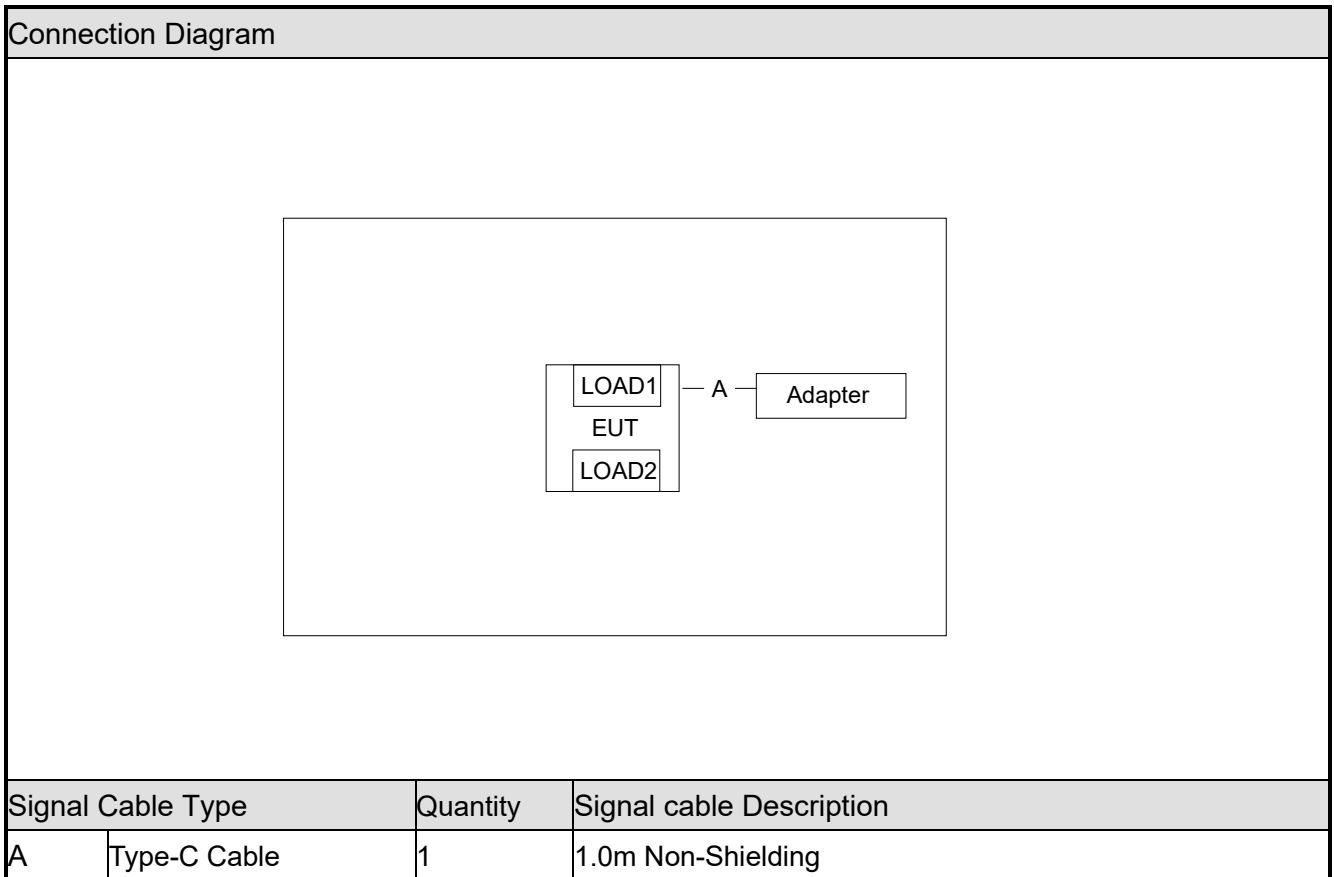 Connection Diagram
LOAD1
A
Adapter
EUT
LOAD2
Signal Cable Type Quantity Signal cable Description
A Type-C Cable 1 1.0m Non-Shielding